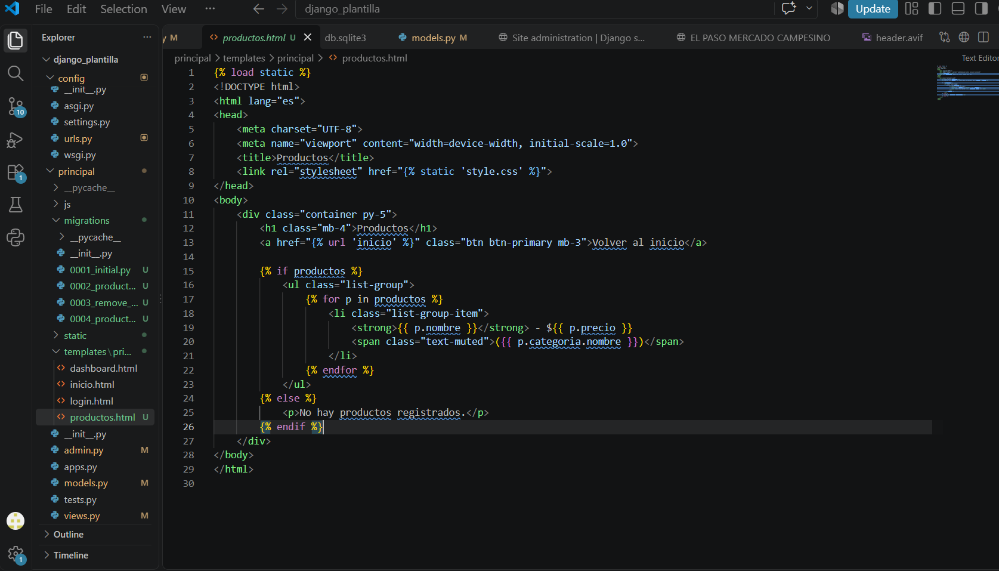 File Edit Selection View ··· django_plantilla Update
Explorer ···
y M productos.html U db.sqlite3 models.py M Site administration | Django s... EL PASO MERCADO CAMPESINO header.avif
principal > templates > principal > productos.html
Text Editor
django_plantilla
config
__init__.py
asgi.py
settings.py
urls.py
wsgi.py
principal
__pycache__
js
migrations
__pycache__
__init__.py
0001_initial.py U
0002_product... U
0003_remove_... U
0004_product... U
static
templates\pri...
dashboard.html
inicio.html
login.html
productos.html U
__init__.py
admin.py M
apps.py
models.py M
tests.py
views.py M
Outline
Timeline
10
1
1
1 {% load static %}
2 <!DOCTYPE html>
3 <html lang="es">
4 <head>
5 <meta charset="UTF-8">
6 <meta name="viewport" content="width=device-width, initial-scale=1.0">
7 <title>Productos</title>
8 <link rel="stylesheet" href="{% static 'style.css' %}">
9 </head>
10 <body>
11 <div class="container py-5">
12 <h1 class="mb-4">Productos</h1>
13 <a href="{% url 'inicio' %}" class="btn btn-primary mb-3">Volver al inicio</a>
14
15 {% if productos %}
16 <ul class="list-group">
17 {% for p in productos %}
18 <li class="list-group-item">
19 <strong>{{ p.nombre }}</strong> - ${{ p.precio }}
20 <span class="text-muted">({{ p.categoria.nombre }})</span>
21 </li>
22 {% endfor %}
23 </ul>
24 {% else %}
25 <p>No hay productos registrados.</p>
26 {% endif %}
27 </div>
28 </body>
29 </html>
30